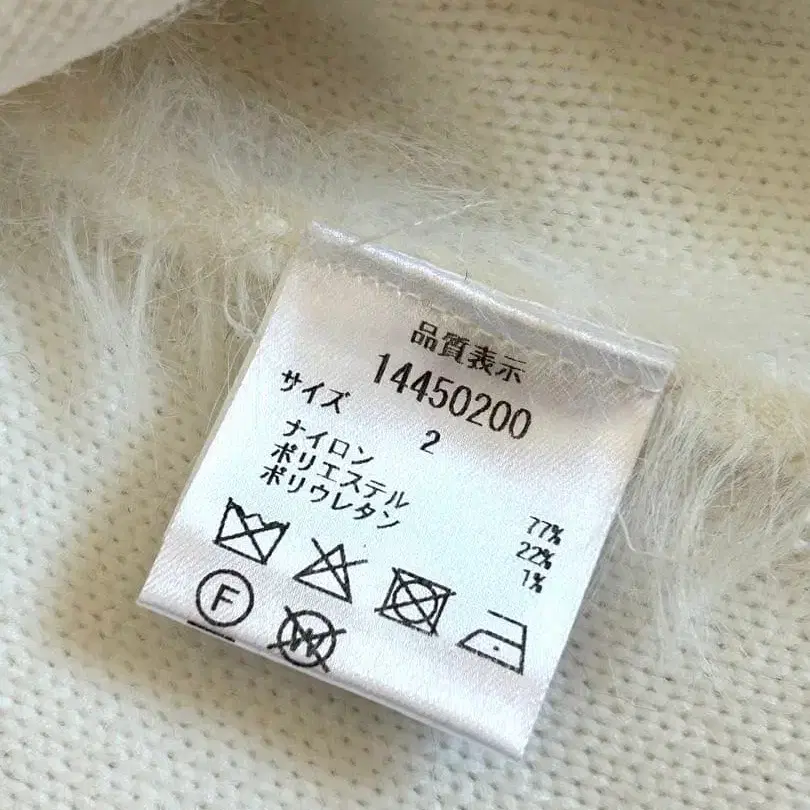 品質表示
14450200
サイズ 2
ナイロン 77%
ポリエステル 22%
ポリウレタン 1%
F
W